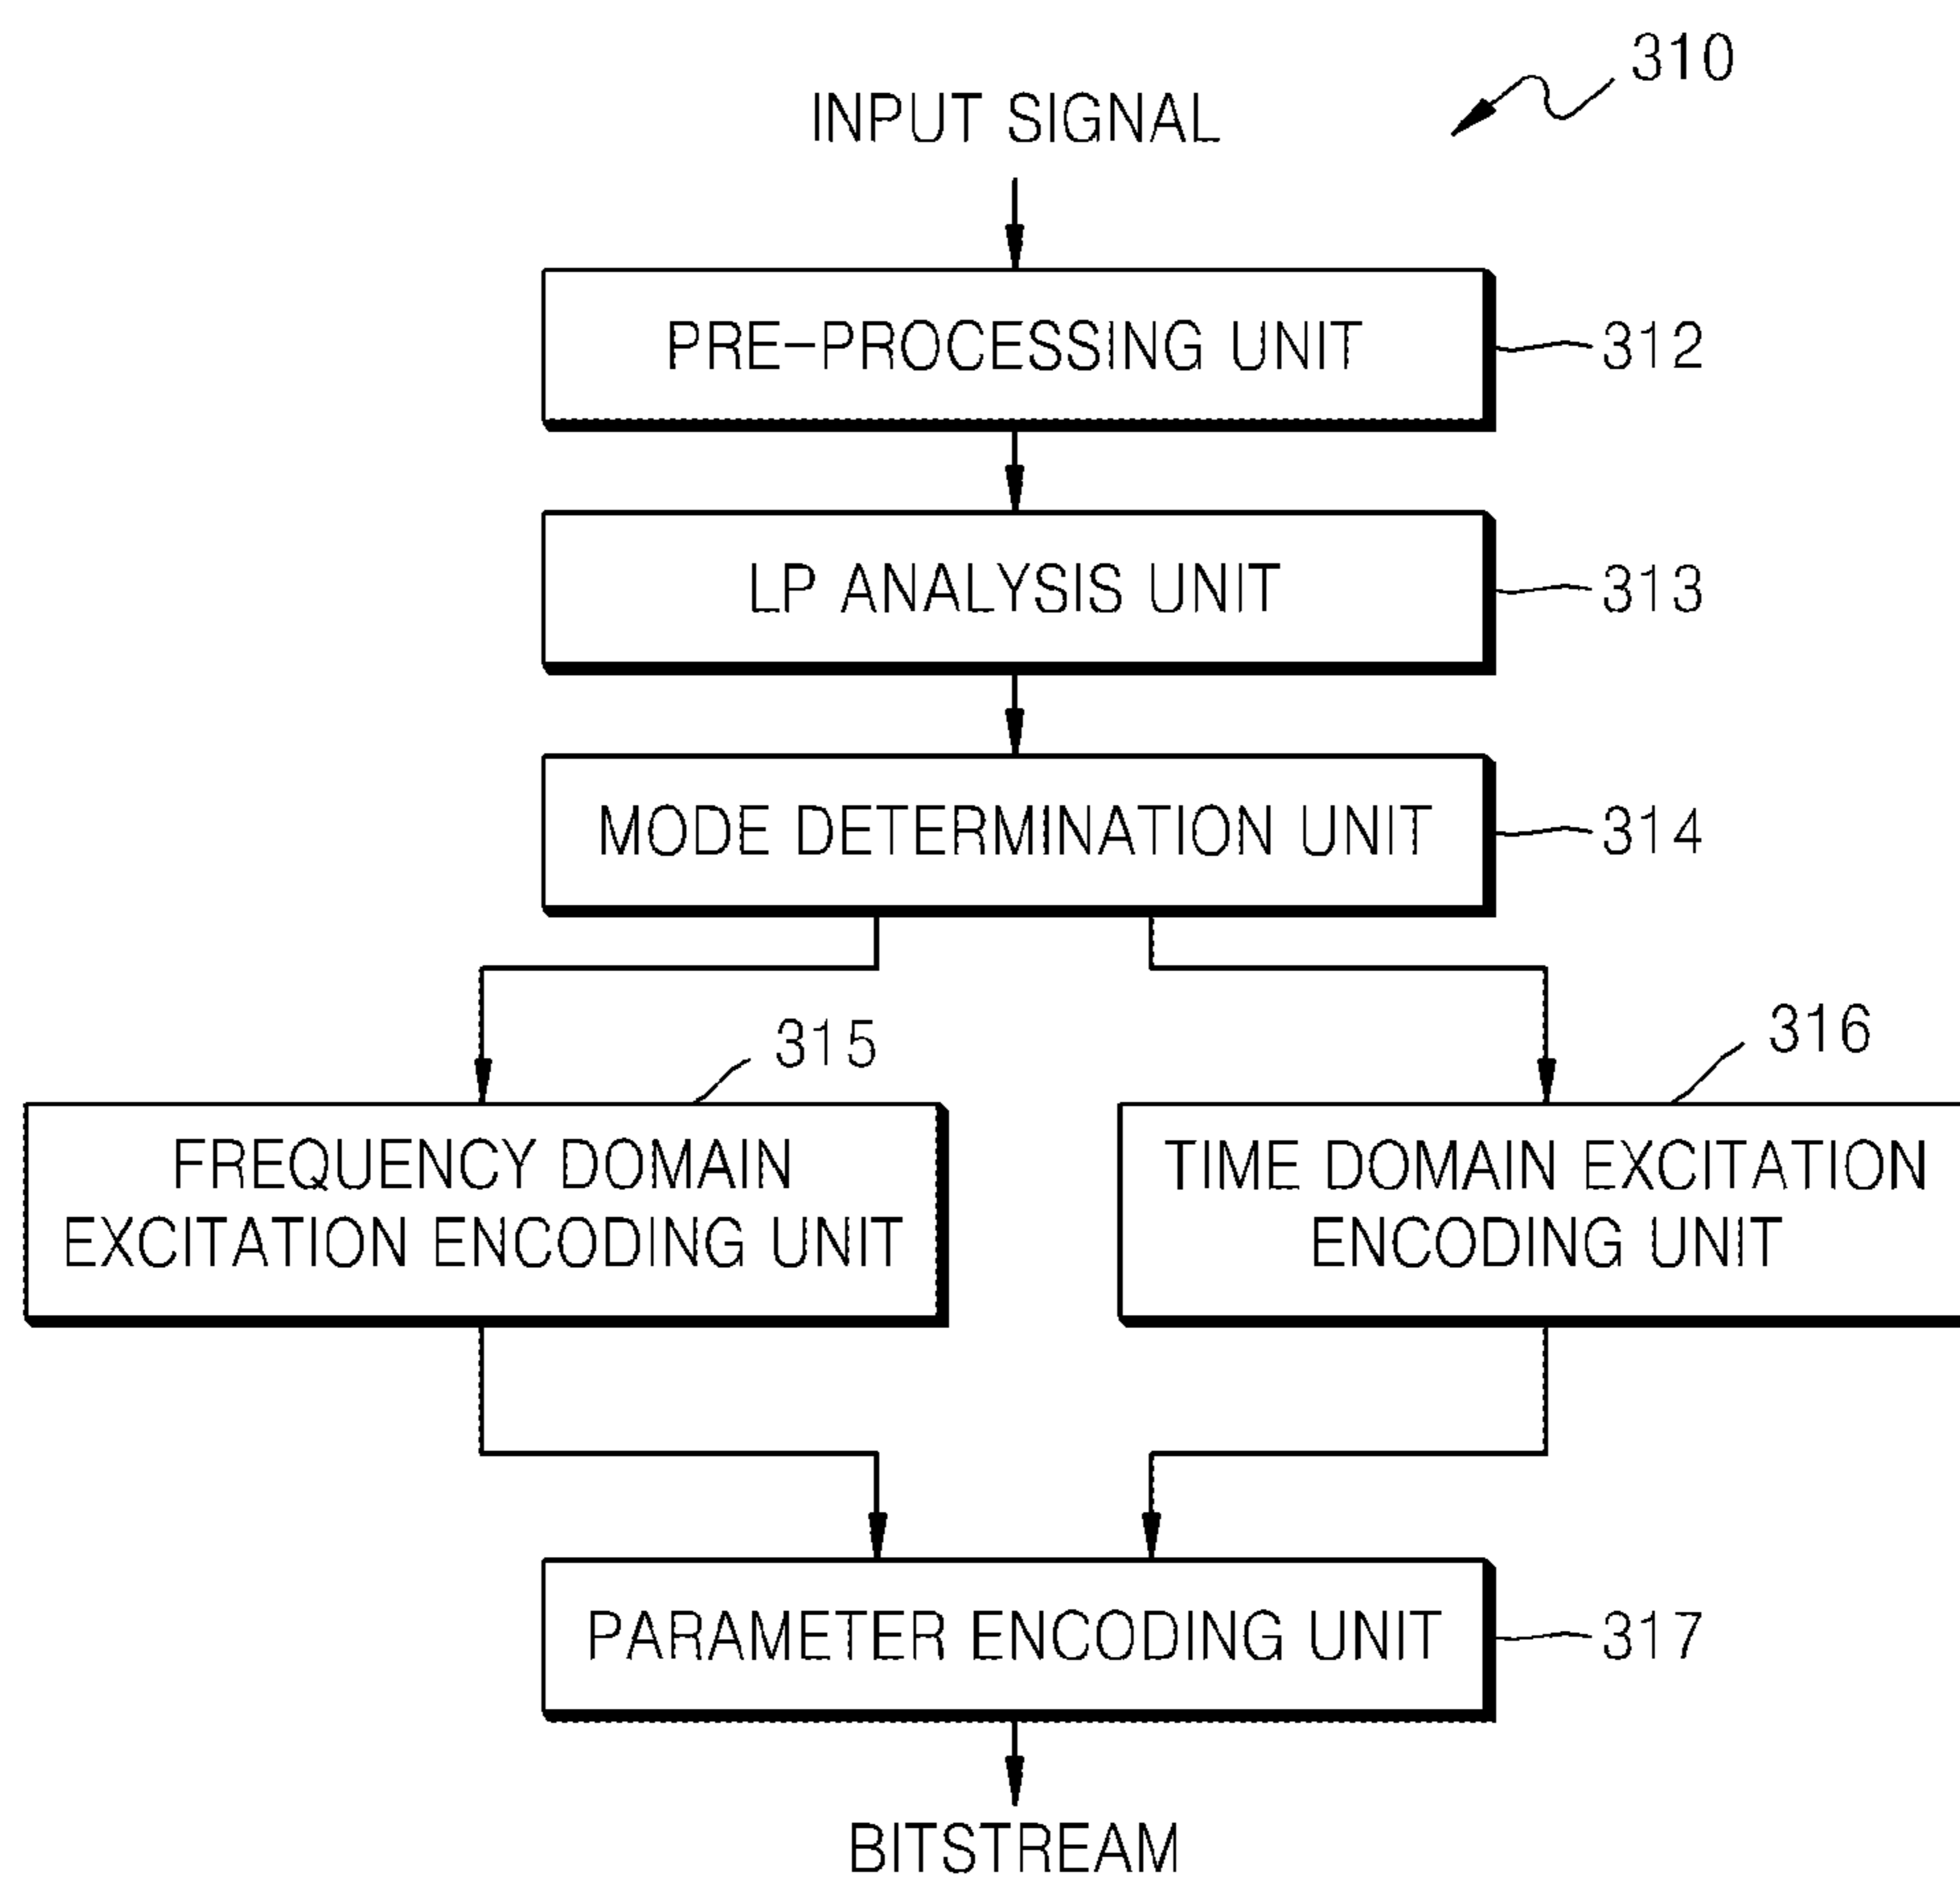 310
INPUT SIGNAL
PRE-PROCESSING UNIT
312
LP ANALYSIS UNIT
313
MODE DETERMINATION UNIT
314
315
316
FREQUENCY DOMAIN
EXCITATION ENCODING UNIT
TIME DOMAIN EXCITATION
ENCODING UNIT
PARAMETER ENCODING UNIT
317
BITSTREAM